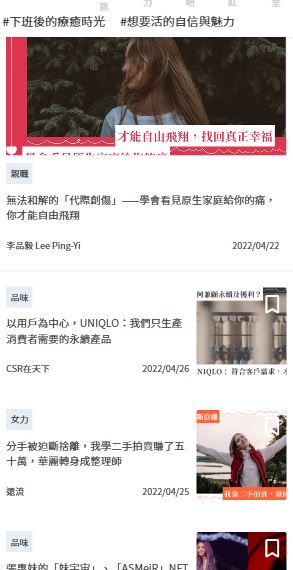 #下班後的療癒時光 #想要活的自信與魅力
才能自由飛翔，找回真正幸福
親職
無法和解的「代際創傷」——學會看見原生家庭給你的痛，
你才能自由飛翔
李品毅 Lee Ping-Yi 2022/04/22
品味
以用戶為中心，UNIQLO：我們只生產
消費者需要的永續產品
CSR在天下 2022/04/26
何兼顧永續及獲利？
NIQLO： 符合客戶需求，才
女力
分手被迫斷捨離，我學二手拍賣賺了五
十萬，華麗轉身成整理師
遠流 2022/04/25
斷捨離
我靠二手拍賣，
品味
張惠妹的「妹宇宙」、「ASMeiR」NFT